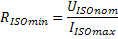 R_ISOmin = U_ISOnom / I_ISOmax